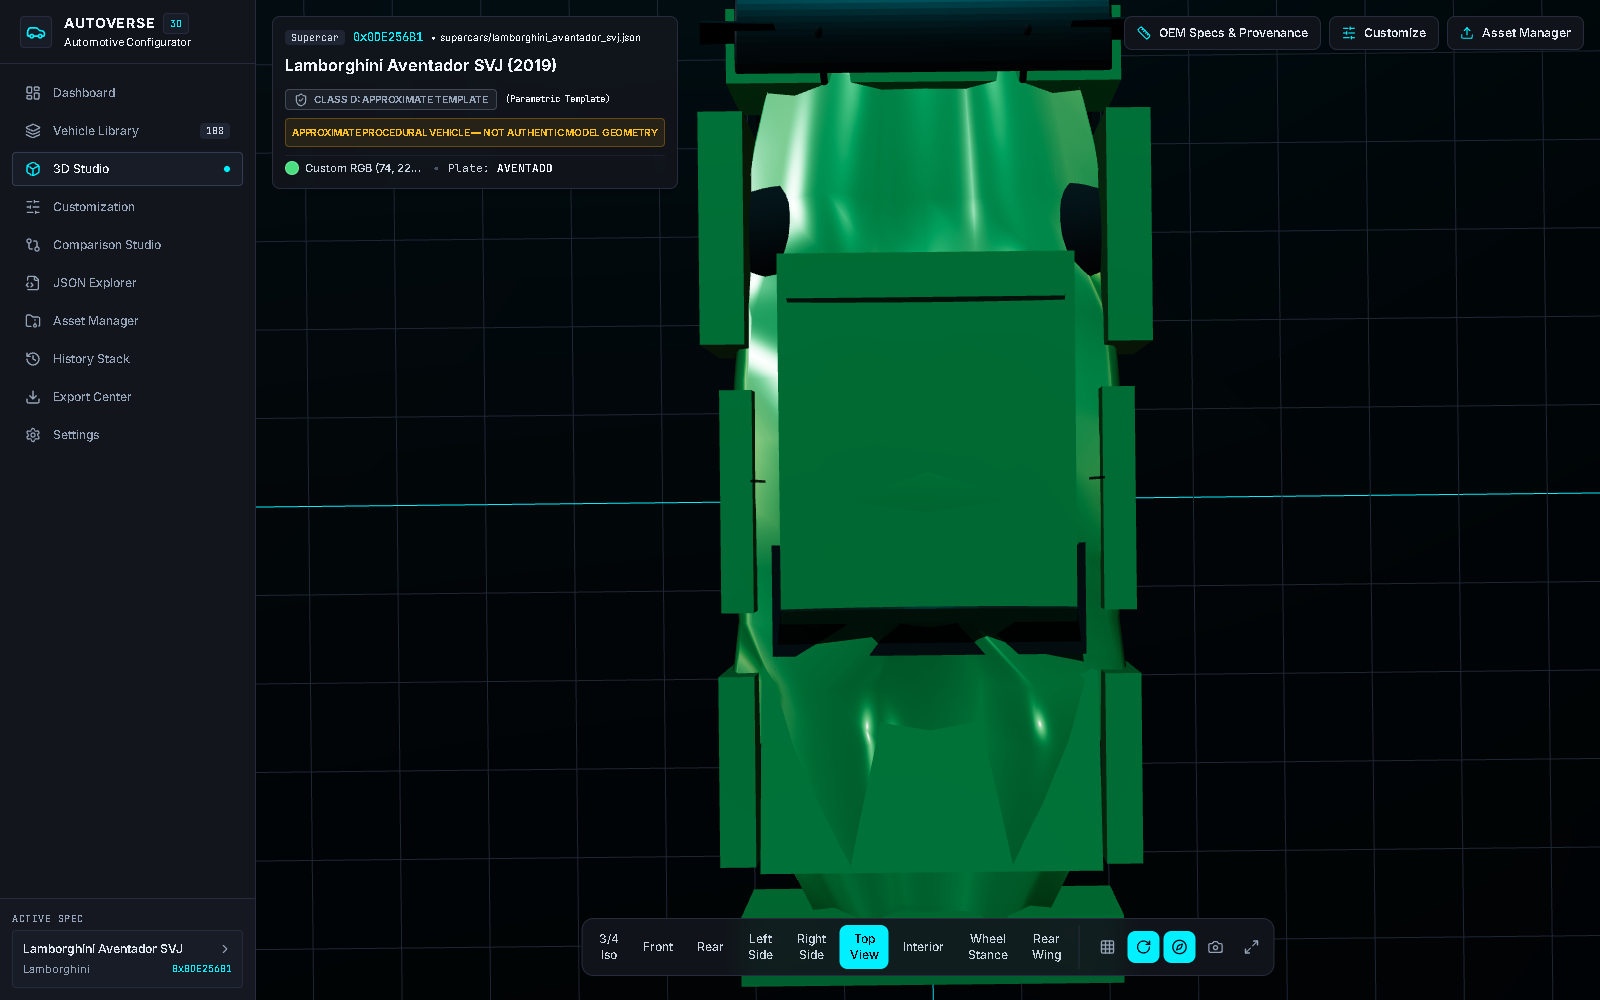 AUTOVERSE 3D
Automotive Configurator
Dashboard
Vehicle Library 188
3D Studio
Customization
Comparison Studio
JSON Explorer
Asset Manager
History Stack
Export Center
Settings
ACTIVE SPEC
Lamborghini Aventador SVJ
Lamborghini 0x0DE256B1
Supercar 0x0DE256B1 • supercars/lamborghini_aventador_svj.json
Lamborghini Aventador SVJ (2019)
CLASS D: APPROXIMATE TEMPLATE (Parametric Template)
APPROXIMATE PROCEDURAL VEHICLE — NOT AUTHENTIC MODEL GEOMETRY
Custom RGB (74, 22... • Plate: AVENTADO
OEM Specs & Provenance
Customize
Asset Manager
3/4 Iso
Front
Rear
Left Side
Right Side
Top View
Interior
Wheel Stance
Rear Wing